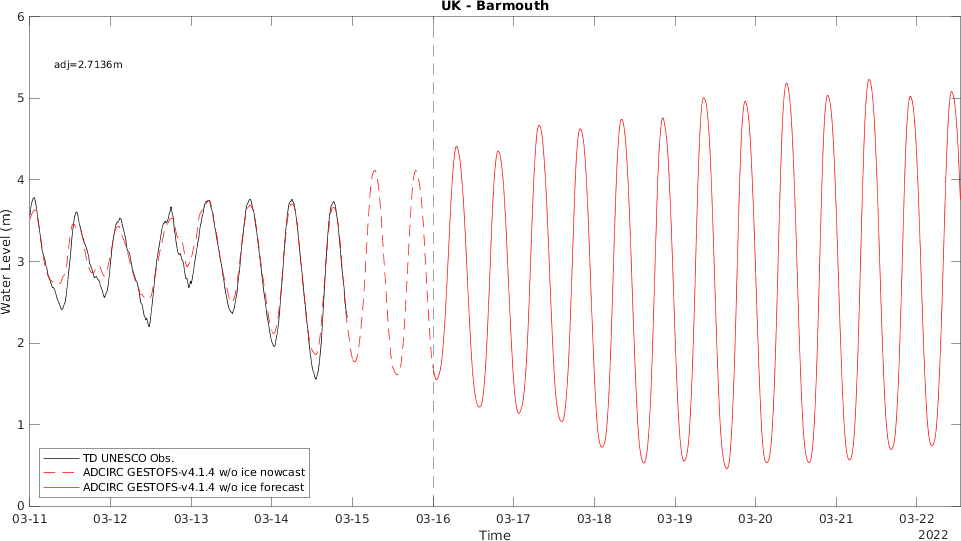 UK - Barmouth
adj=2.7136m
6
5
4
3
2
1
0
Water Level (m)
TD UNESCO Obs.
ADCIRC GESTOFS-v4.1.4 w/o ice nowcast
ADCIRC GESTOFS-v4.1.4 w/o ice forecast
03-11 03-12 03-13 03-14 03-15 03-16 03-17 03-18 03-19 03-20 03-21 03-22
Time
2022